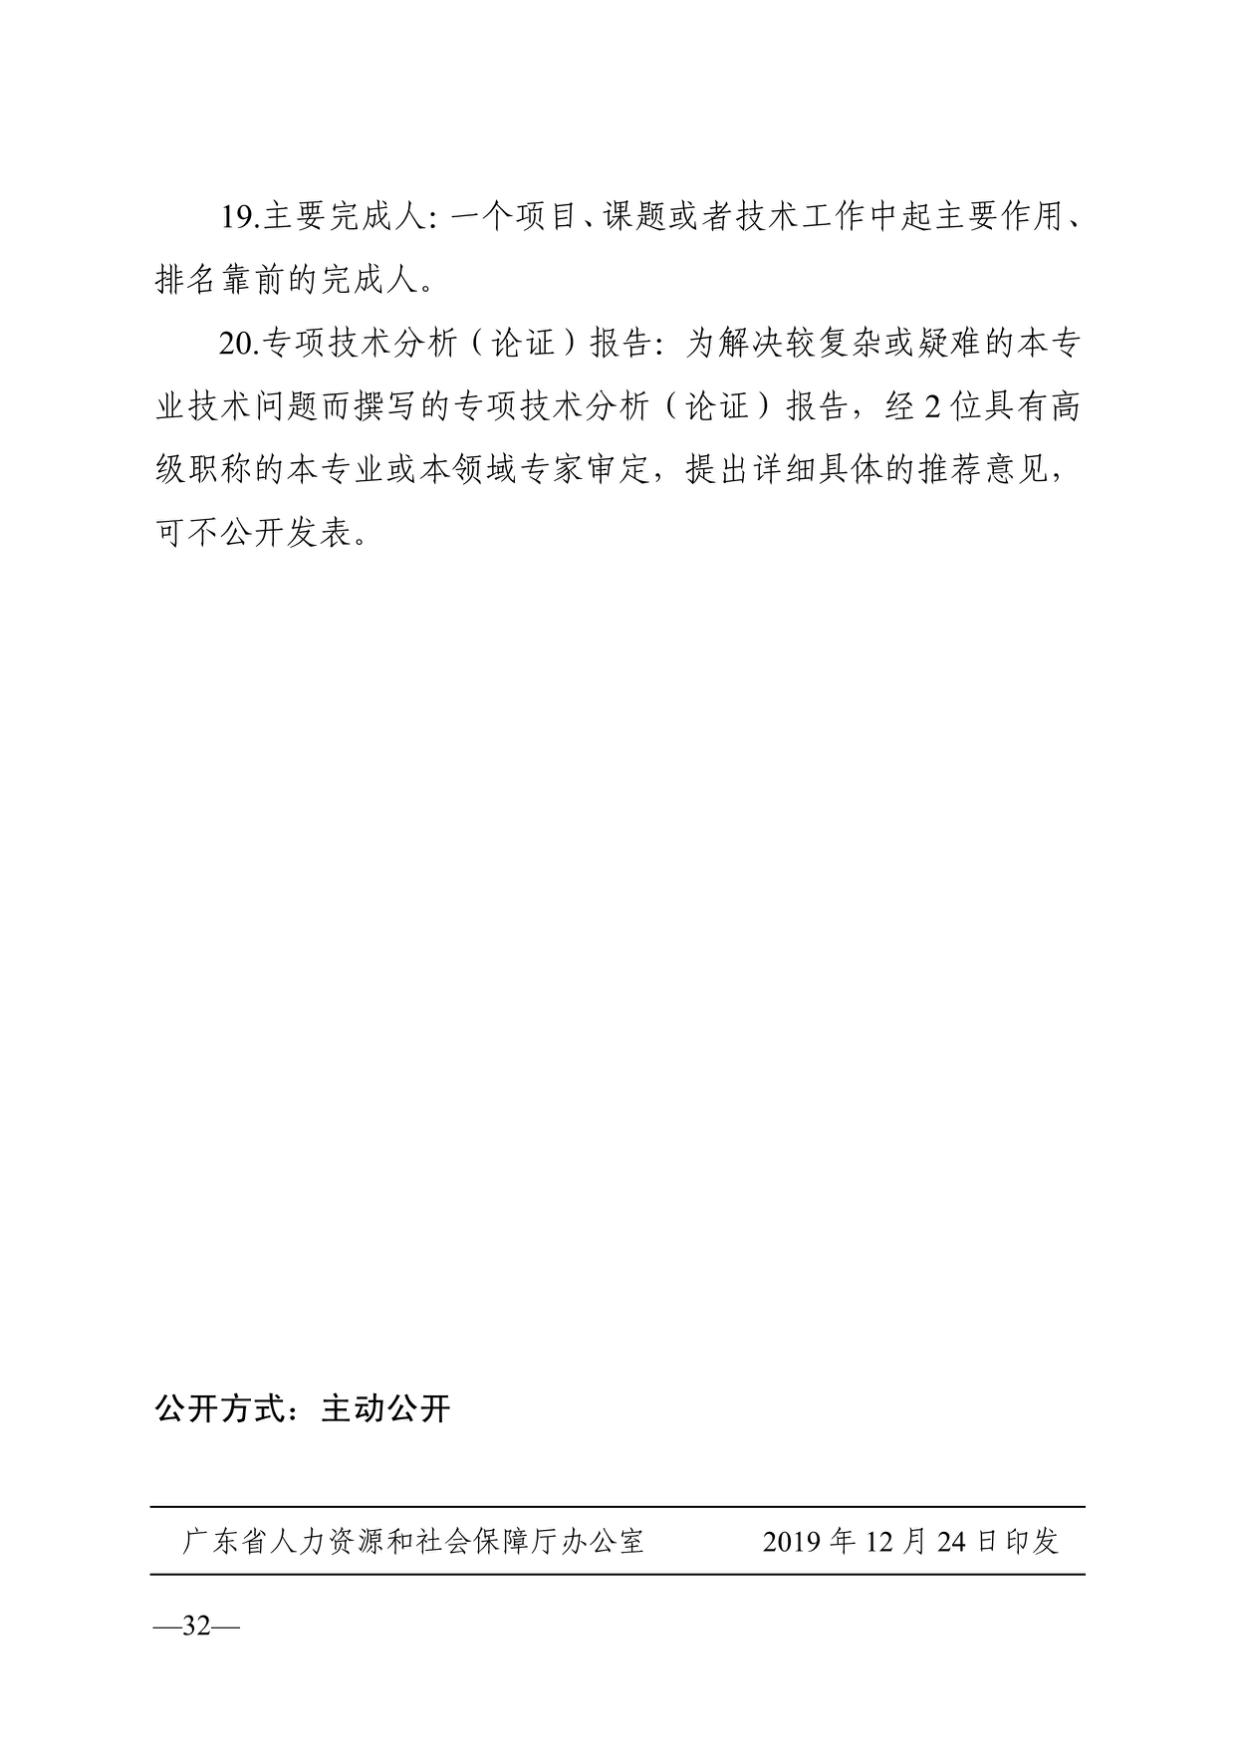 19.主要完成人：一个项目、课题或者技术工作中起主要作用、
排名靠前的完成人。
20.专项技术分析（论证）报告：为解决较复杂或疑难的本专
业技术问题而撰写的专项技术分析（论证）报告，经 2 位具有高
级职称的本专业或本领域专家审定，提出详细具体的推荐意见，
可不公开发表。
公开方式：主动公开
广东省人力资源和社会保障厅办公室 2019 年 12 月 24 日印发
—32—